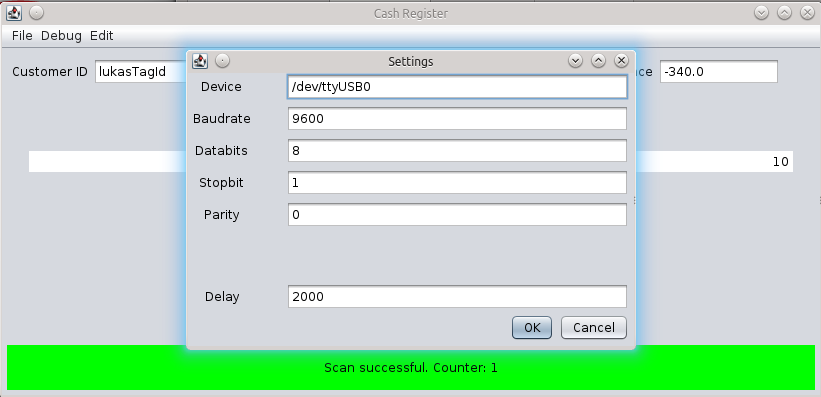 Cash Register
File Debug Edit
Settings
Customer ID lukasTagId
-340.0
Device /dev/ttyUSB0
Baudrate 9600
Databits 8
10
Stopbit 1
Parity 0
Delay 2000
OK Cancel
Scan successful. Counter: 1